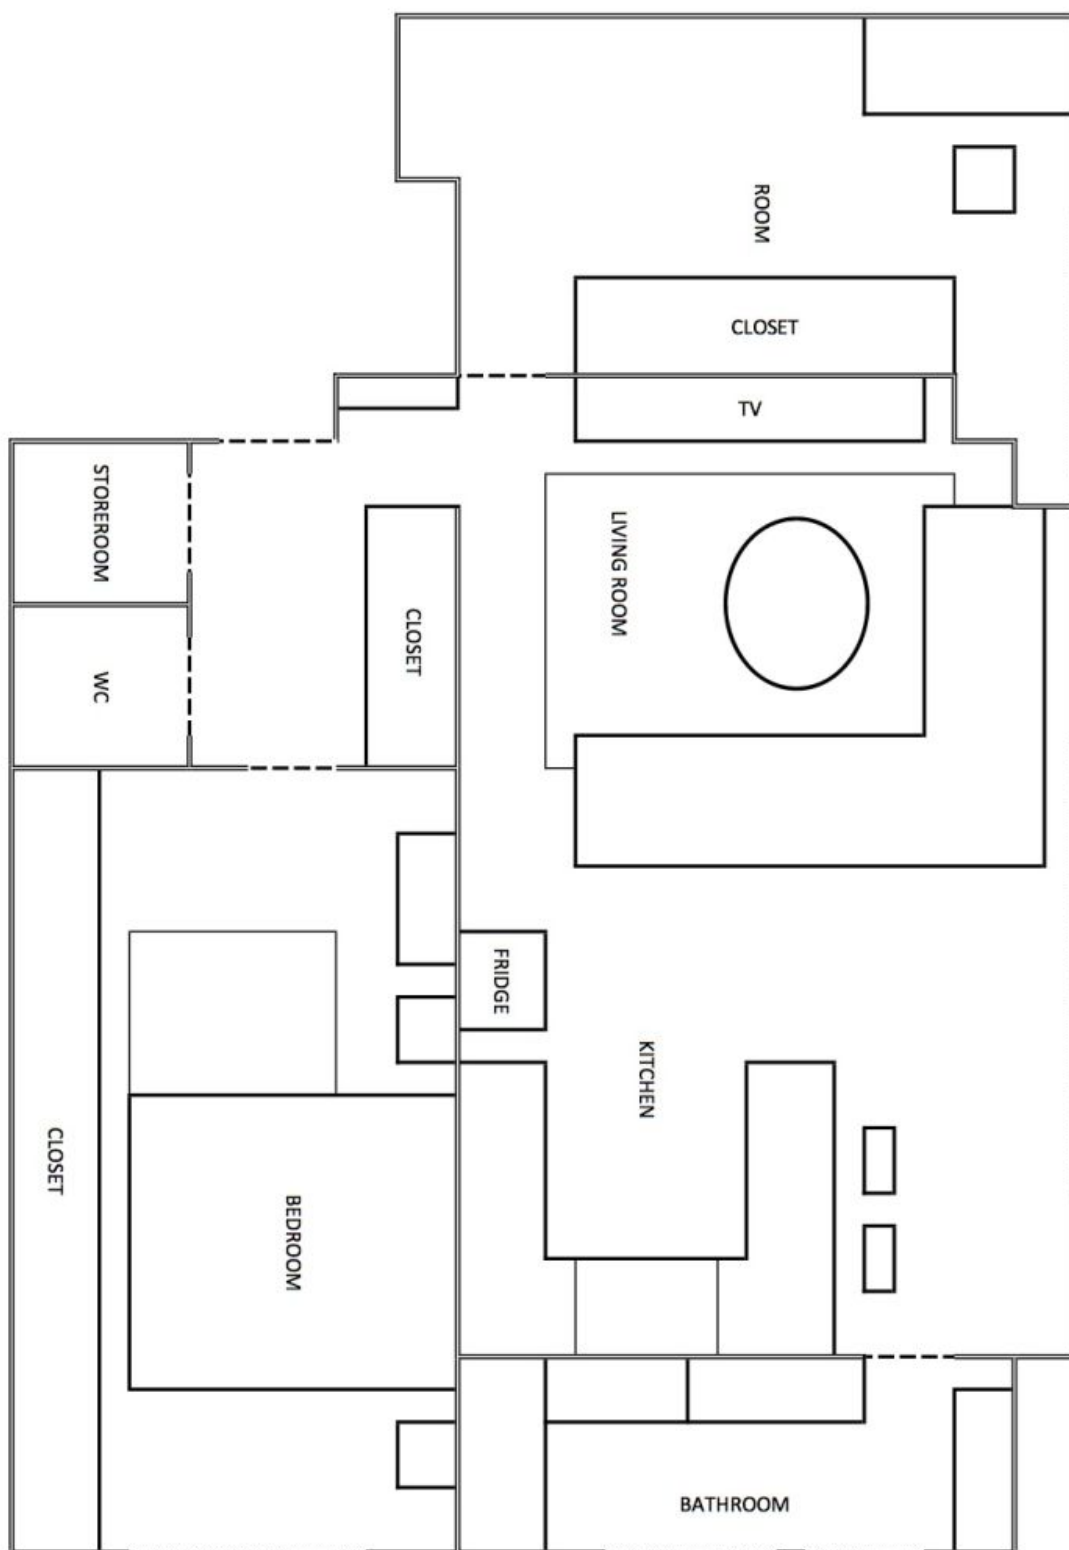 ROOM
CLOSET
TV
STOREROOM
LIVING ROOM
CLOSET
WC
FRIDGE
KITCHEN
CLOSET
BEDROOM
BATHROOM